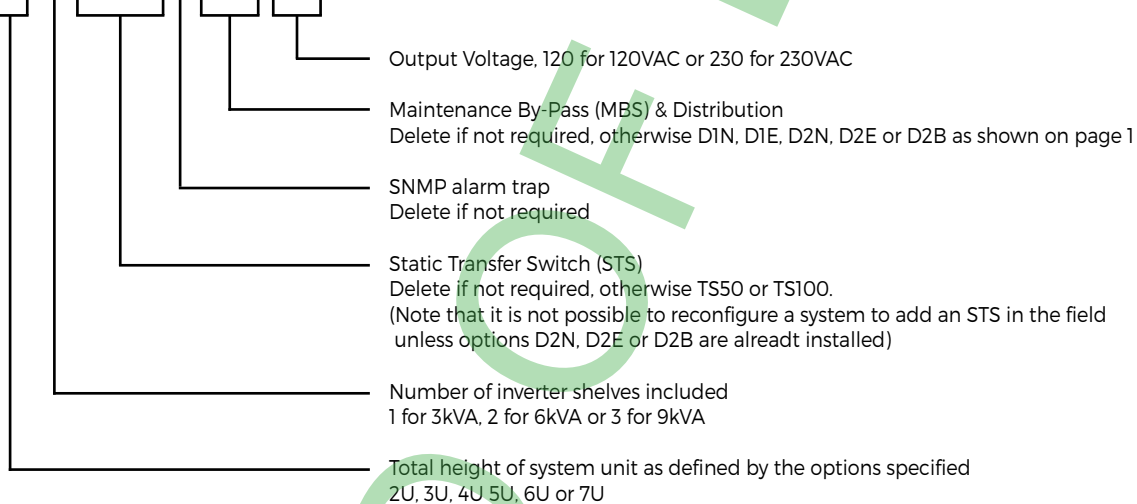 Output Voltage, 120 for 120VAC or 230 for 230VAC
Maintenance By-Pass (MBS) & Distribution
Delete if not required, otherwise D1N, D1E, D2N, D2E or D2B as shown on page 1
SNMP alarm trap
Delete if not required
Static Transfer Switch (STS)
Delete if not required, otherwise TS50 or TS100.
(Note that it is not possible to reconfigure a system to add an STS in the field
unless options D2N, D2E or D2B are alreadt installed)
Number of inverter shelves included
1 for 3kVA, 2 for 6kVA or 3 for 9kVA
Total height of system unit as defined by the options specified
2U, 3U, 4U 5U, 6U or 7U
OF